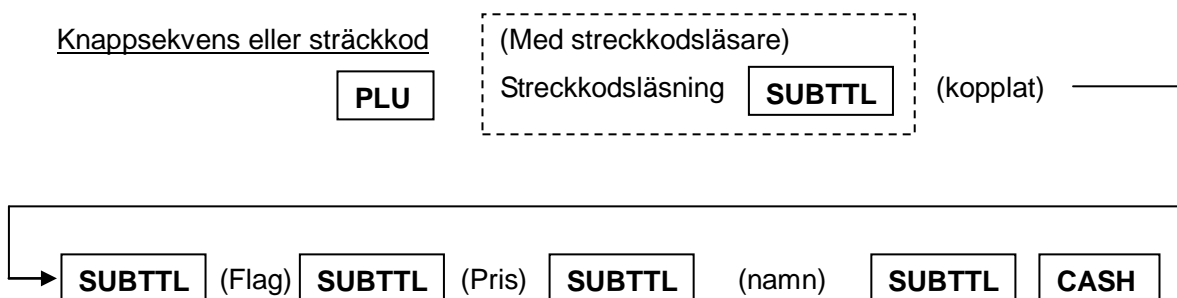 Knappsekvens eller sträckkod (Med streckkodsläsare)
PLU Streckkodsläsning SUBTTL (kopplat)
SUBTTL (Flag) SUBTTL (Pris) SUBTTL (namn) SUBTTL CASH